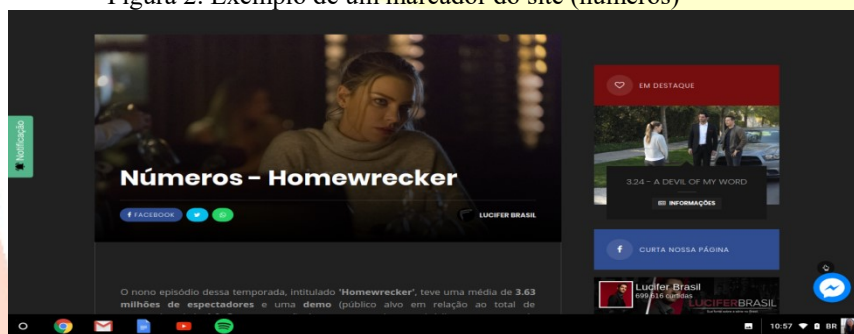 Figura 2: Exemplo de um marcador do site (números)
Notificação
Números – Homewrecker
FACEBOOK
LUCIFER BRASIL
O nono episódio dessa temporada, intitulado 'Homewrecker', teve uma média de 3.63
milhões de espectadores e uma demo (público alvo em relação ao total de
EM DESTAQUE
3.24 – A DEVIL OF MY WORD
INFORMAÇÕES
CURTA NOSSA PÁGINA
Lucifer Brasil
699.616 curtidas
LUCIFERBRASIL
10:57
BR